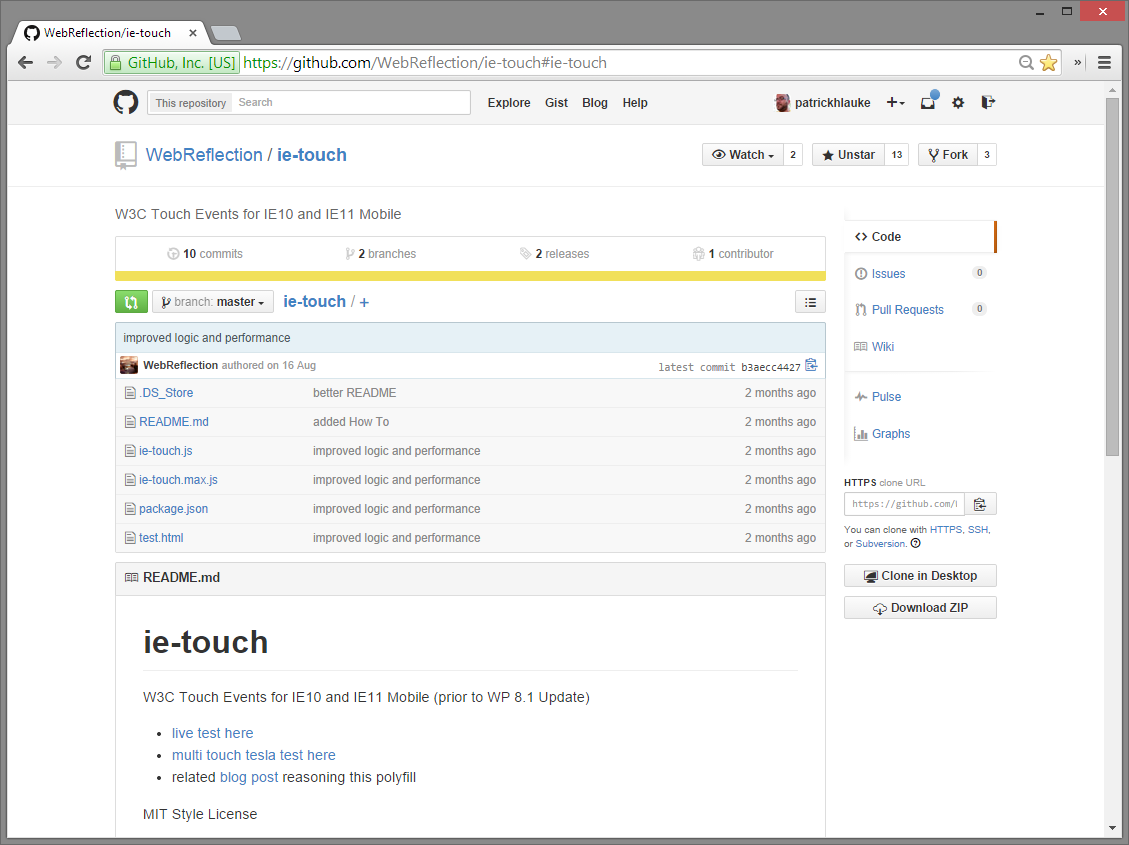 WebReflection/ie-touch
GitHub, Inc. [US] https://github.com/WebReflection/ie-touch#ie-touch
This repository Search Explore Gist Blog Help patrickhlauke
WebReflection / ie-touch Watch 2 Unstar 13 Fork 3
W3C Touch Events for IE10 and IE11 Mobile
10 commits 2 branches 2 releases 1 contributor
branch: master ie-touch / +
improved logic and performance
WebReflection authored on 16 Aug latest commit b3aecc4427
.DS_Store better README 2 months ago
README.md added How To 2 months ago
ie-touch.js improved logic and performance 2 months ago
ie-touch.max.js improved logic and performance 2 months ago
package.json improved logic and performance 2 months ago
test.html improved logic and performance 2 months ago
README.md
ie-touch
W3C Touch Events for IE10 and IE11 Mobile (prior to WP 8.1 Update)
• live test here
• multi touch tesla test here
• related blog post reasoning this polyfill
MIT Style License
Code
Issues 0
Pull Requests 0
Wiki
Pulse
Graphs
HTTPS clone URL
https://github.com/
You can clone with HTTPS, SSH,
or Subversion.
Clone in Desktop
Download ZIP